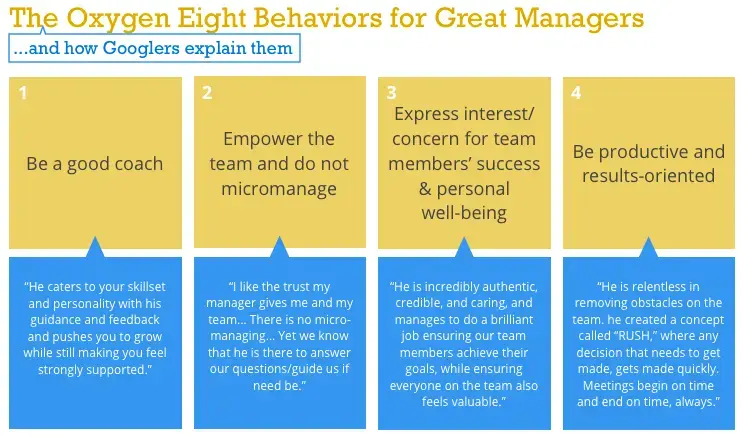 The Oxygen Eight Behaviors for Great Managers
...and how Googlers explain them
1
Be a good coach
2
Empower the
team and do not
micromanage
3
Express interest/
concern for team
members’ success
& personal
well-being
4
Be productive and
results-oriented
“He caters to your skillset
and personality with his
guidance and feedback
and pushes you to grow
while still making you feel
strongly supported.”
“I like the trust my
manager gives me and my
team... There is no micro-
managing... Yet we know
that he is there to answer
our questions/guide us if
need be.”
“He is incredibly authentic,
credible, and caring, and
manages to do a brilliant
job ensuring our team
members achieve their
goals, while ensuring
everyone on the team also
feels valuable.”
“He is relentless in
removing obstacles on the
team. he created a concept
called “RUSH,” where any
decision that needs to get
made, gets made quickly.
Meetings begin on time
and end on time, always.”